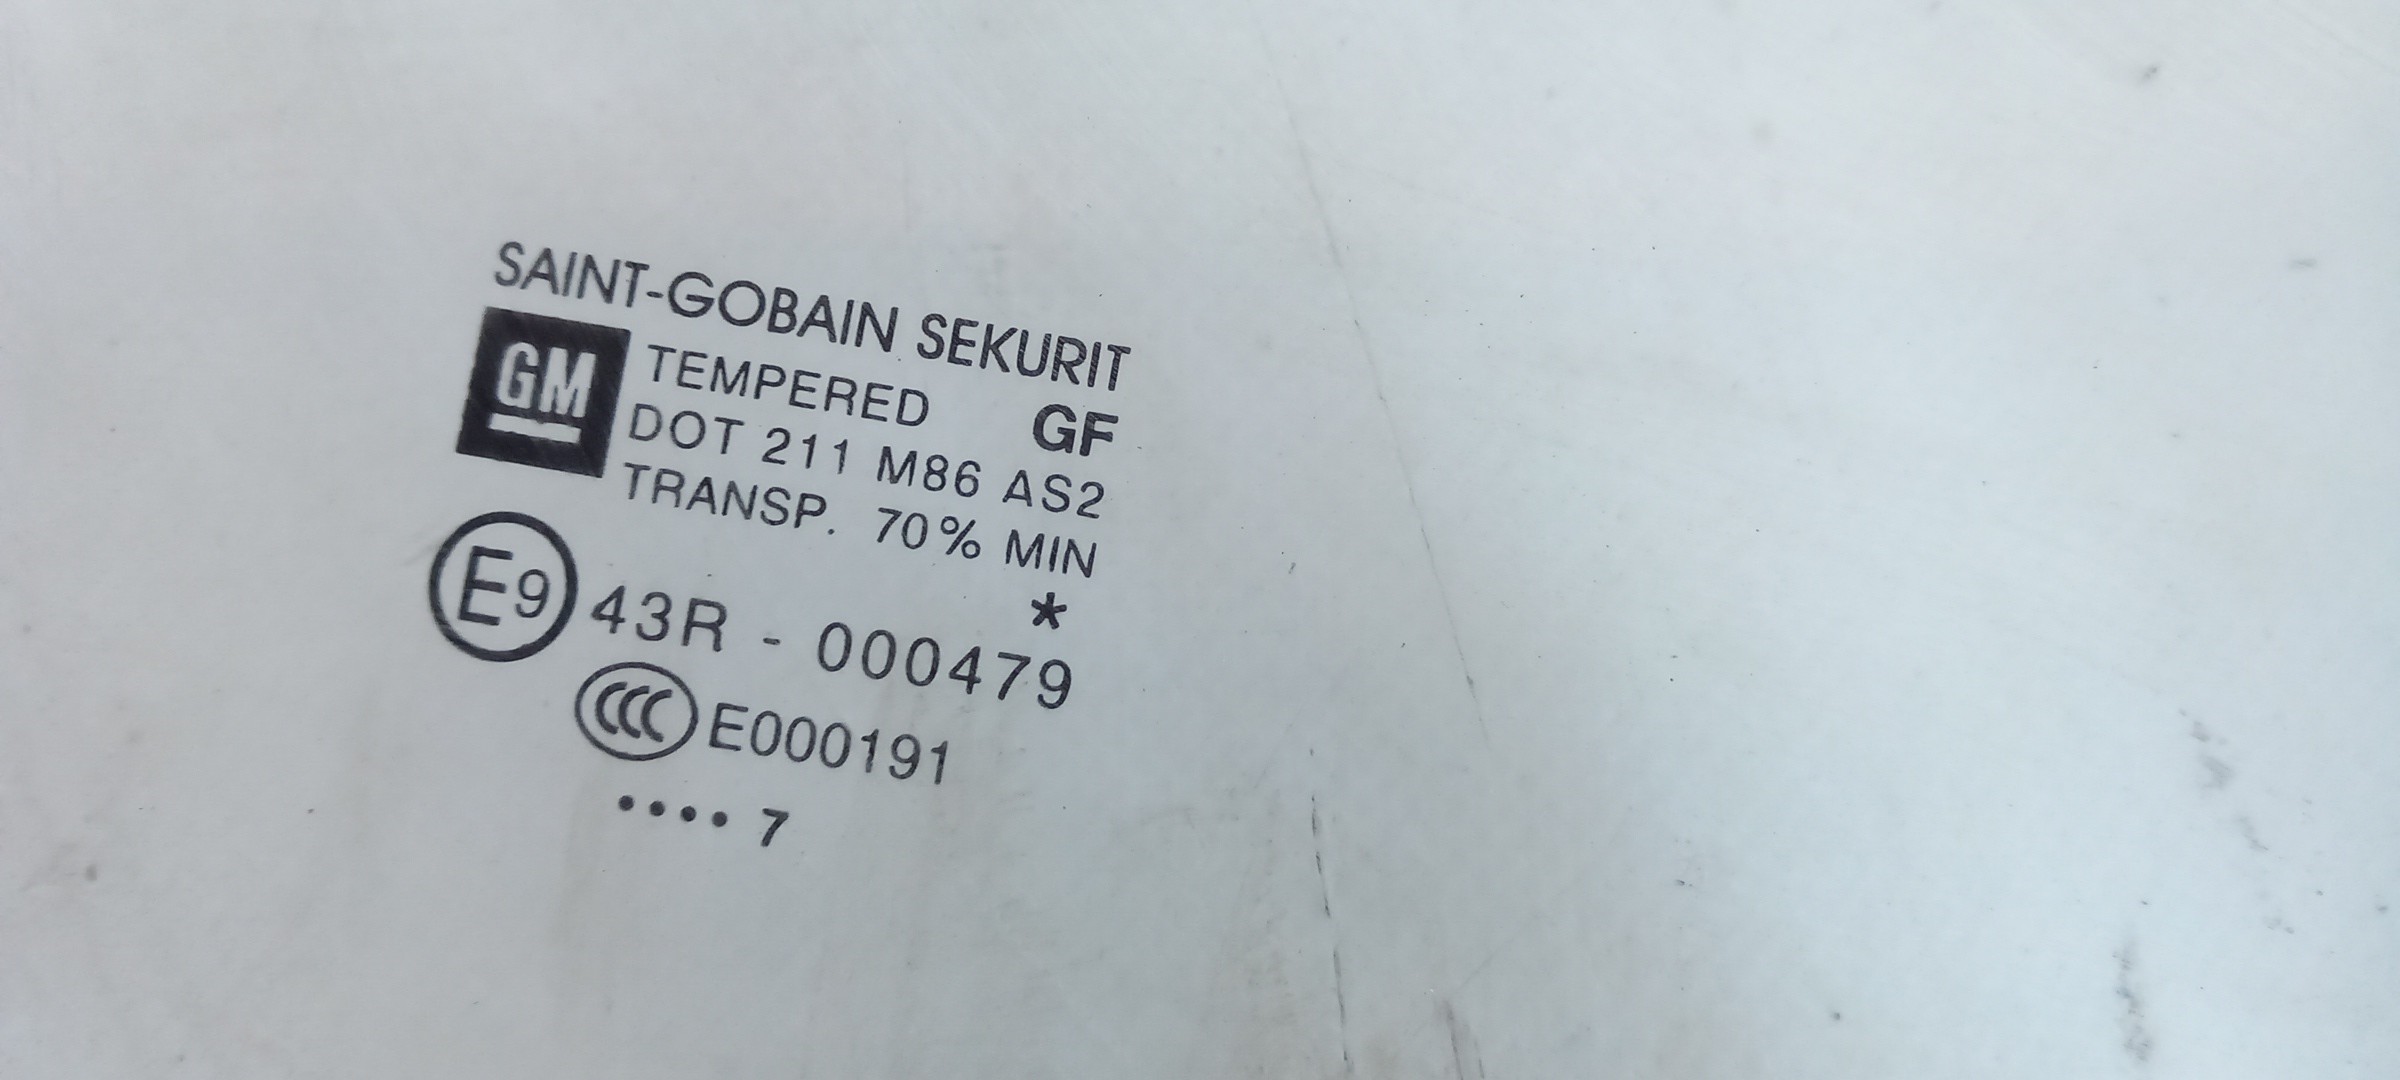 SAINT-GOBAIN SEKURIT
GM TEMPERED GF
DOT 211 M86 AS2
TRANSP. 70% MIN
*
E9 43R - 000479
CCC E000191
•••• 7